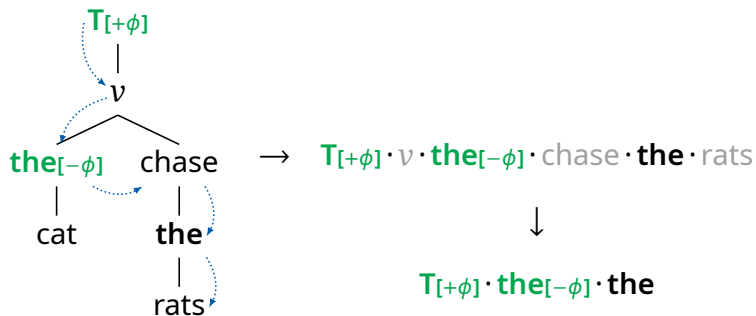 T[+ϕ]
v
the[−ϕ] chase → T[+ϕ] · v · the[−ϕ] · chase · the · rats
cat the ↓
rats T[+ϕ] · the[−ϕ] · the